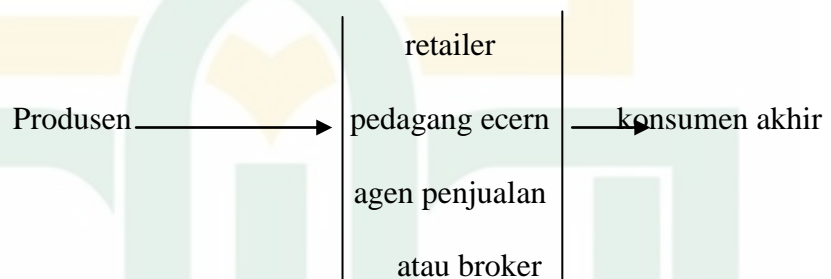 retailer
Produsen pedagang ecern konsumen akhir
agen penjualan
atau broker